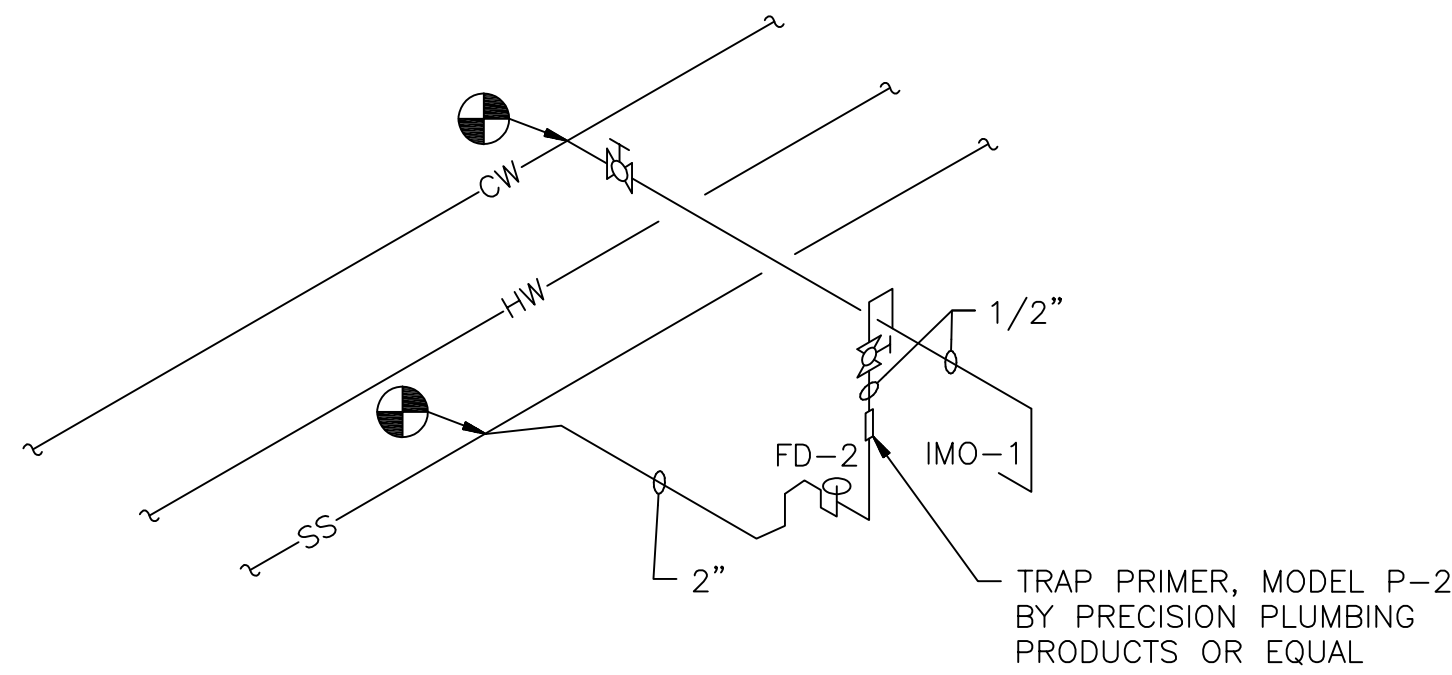 CW
HW
1/2"
FD-2
IMO-1
SS
2"
TRAP PRIMER, MODEL P-2
BY PRECISION PLUMBING
PRODUCTS OR EQUAL